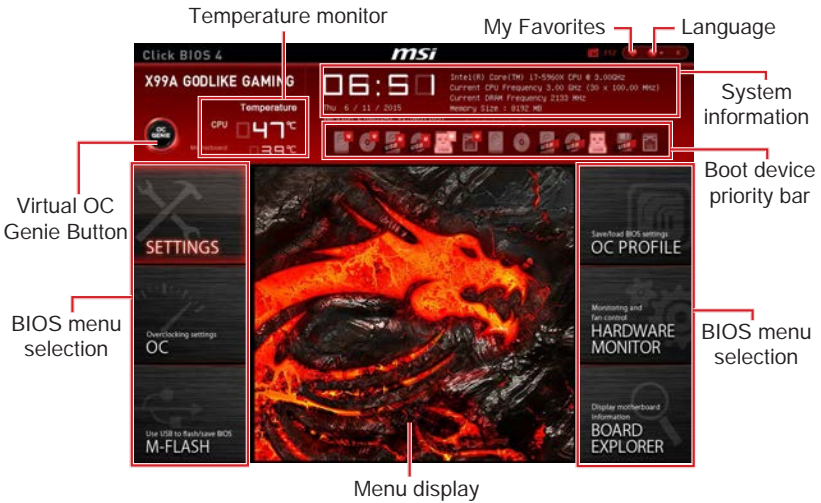 Temperature monitor
My Favorites
Language
Click BIOS 4
msi
X99A GODLIKE GAMING
06:51
Thu 6 / 11 / 2015
Intel(R) Core(TM) i7-5960X CPU @ 3.00GHz
Current CPU Frequency 3.00 GHz (30 x 100.00 MHz)
Current DRAM Frequency 2133 MHz
Memory Size : 8192 MB
System
information
Temperature
CPU 47°C
Motherboard 39°C
OC
GENIE
USB
USB
USB
USB
Boot device
priority bar
Virtual OC
Genie Button
SETTINGS
Save/load BIOS settings
OC PROFILE
BIOS menu
selection
Overclocking settings
OC
Monitoring and
fan control
HARDWARE
MONITOR
BIOS menu
selection
Use USB to flash/save BIOS
M-FLASH
Display motherboard
information
BOARD
EXPLORER
Menu display